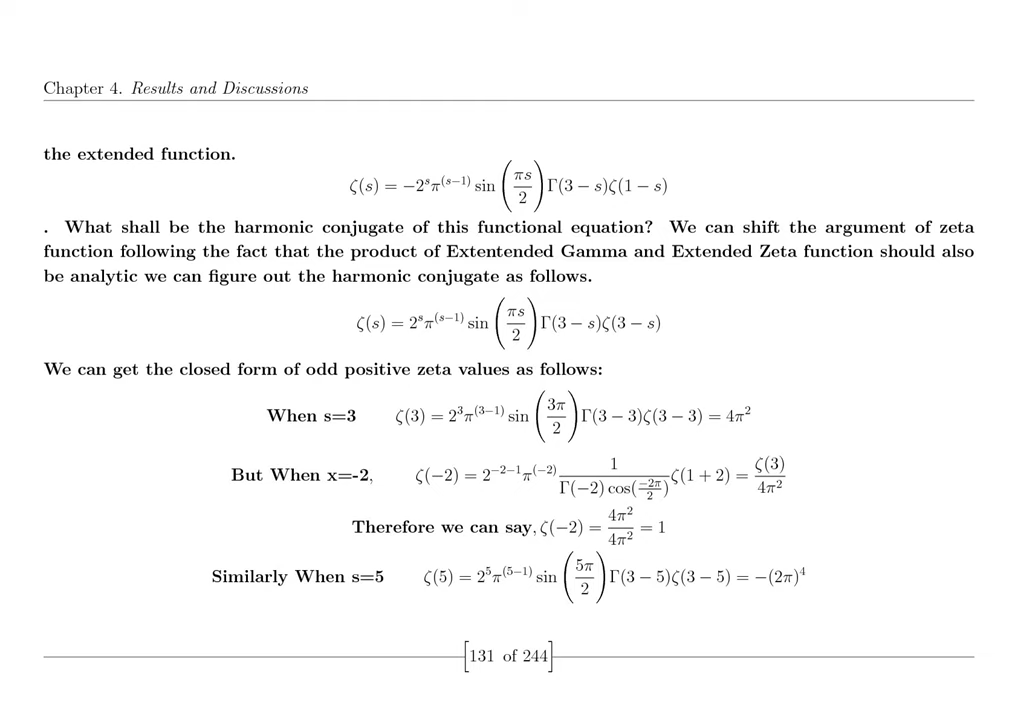 Chapter 4. Results and Discussions
the extended function.
ζ(s) = −2^s π^(s−1) sin(πs/2) Γ(3 − s)ζ(1 − s)
. What shall be the harmonic conjugate of this functional equation? We can shift the argument of zeta
function following the fact that the product of Extentended Gamma and Extended Zeta function should also
be analytic we can figure out the harmonic conjugate as follows.
ζ(s) = 2^s π^(s−1) sin(πs/2) Γ(3 − s)ζ(3 − s)
We can get the closed form of odd positive zeta values as follows:
When s=3 ζ(3) = 2^3 π^(3−1) sin(3π/2) Γ(3 − 3)ζ(3 − 3) = 4π^2
But When x=-2, ζ(−2) = 2^(−2−1) π^(−2) 1/(Γ(−2) cos(−2π/2)) ζ(1 + 2) = ζ(3)/4π^2
Therefore we can say, ζ(−2) = 4π^2/4π^2 = 1
Similarly When s=5 ζ(5) = 2^5 π^(5−1) sin(5π/2) Γ(3 − 5)ζ(3 − 5) = −(2π)^4
[131 of 244]